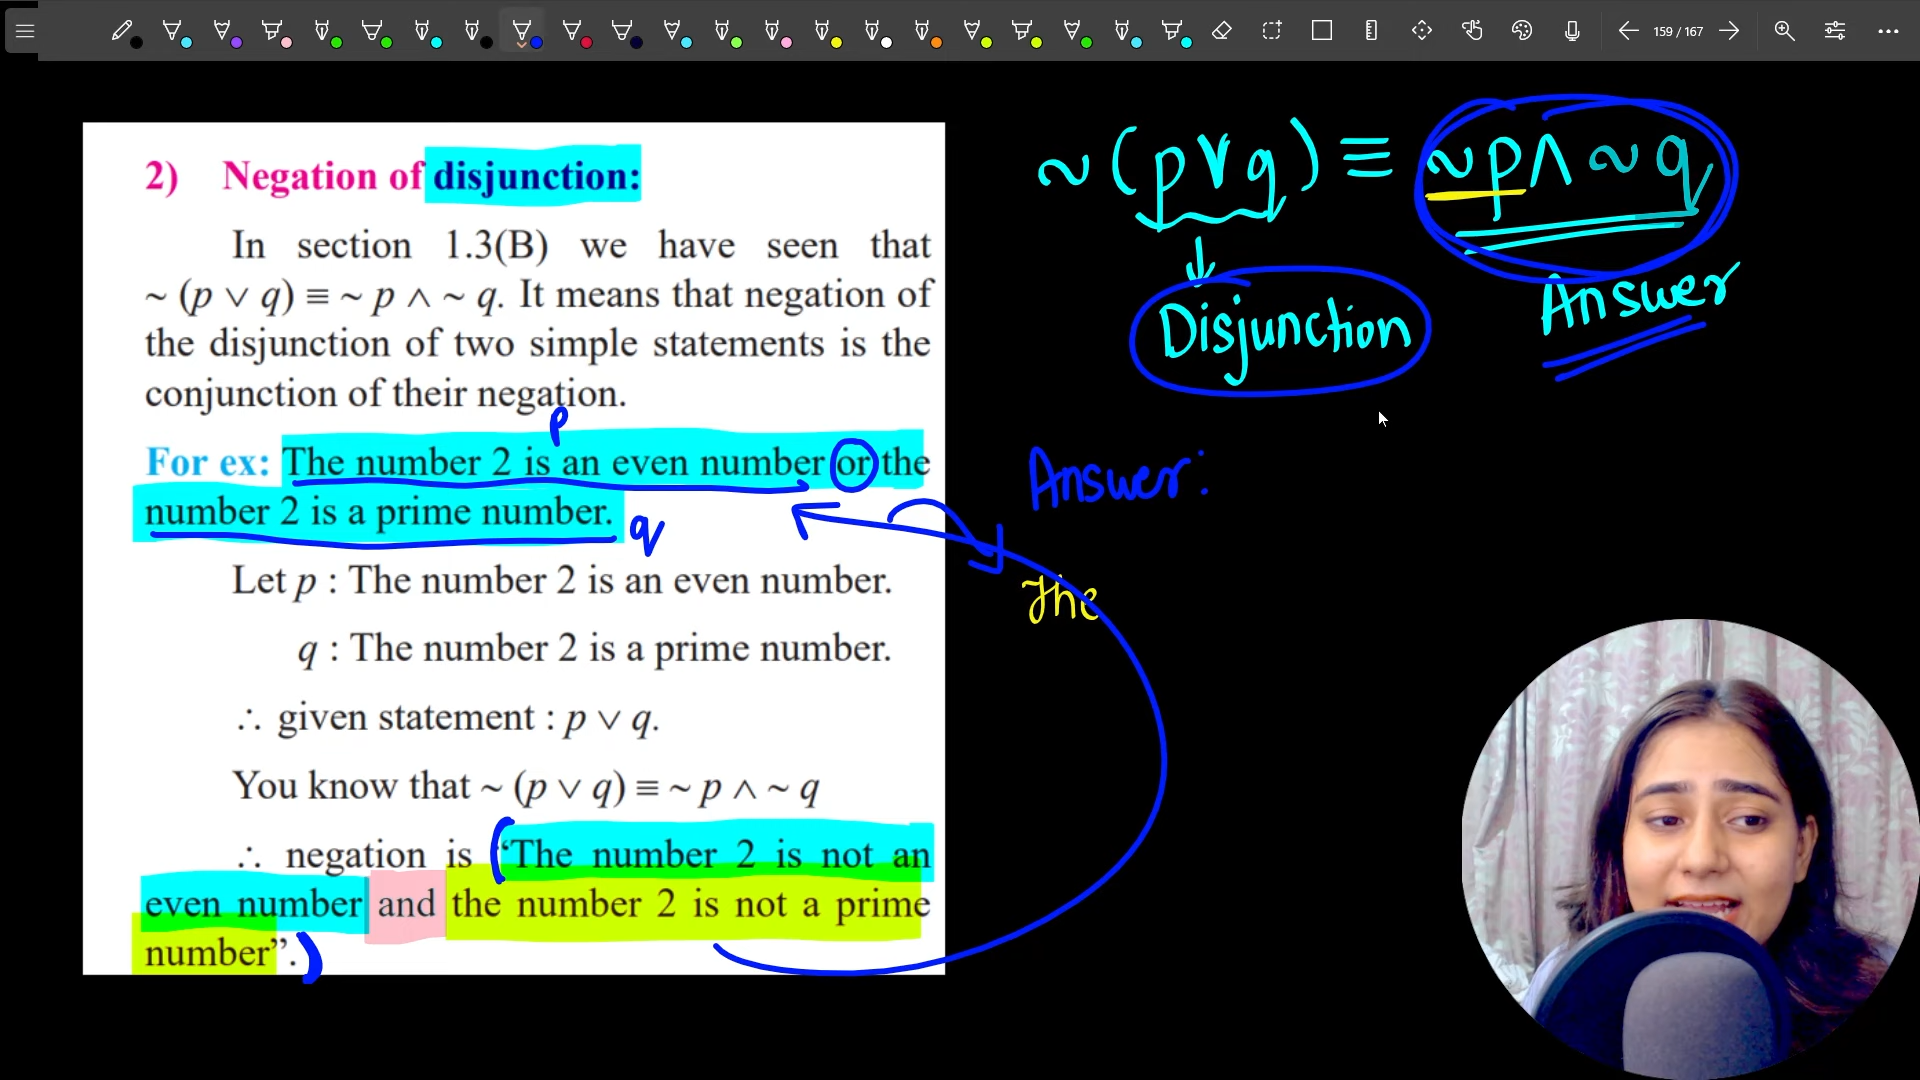 159 / 167
2) Negation of disjunction:
In section 1.3(B) we have seen that
~ (p ∨ q) ≡ ~ p ∧ ~ q. It means that negation of
the disjunction of two simple statements is the
conjunction of their negation.
p
For ex: The number 2 is an even number or the
number 2 is a prime number. q
Let p : The number 2 is an even number.
q : The number 2 is a prime number.
∴ given statement : p ∨ q.
You know that ~ (p ∨ q) ≡ ~ p ∧ ~ q
∴ negation is “The number 2 is not an
even number and the number 2 is not a prime
number”.
~ (p ∨ q) ≡ ~ p ∧ ~ q
Disjunction
Answer
Answer:
The